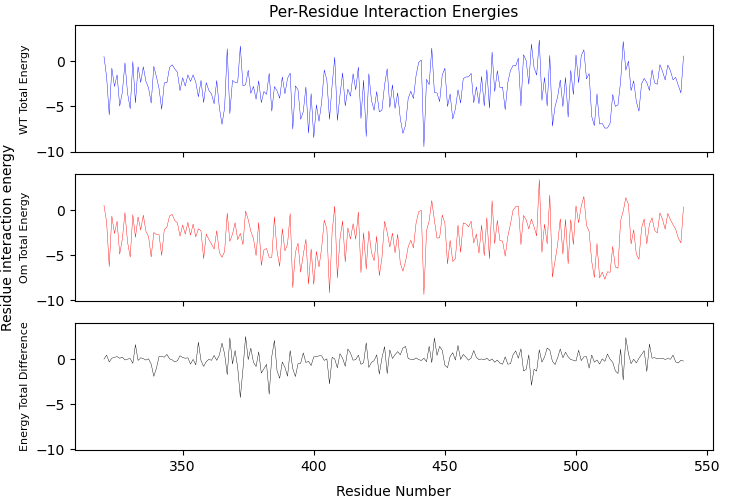 Per-Residue Interaction Energies
Residue interaction energy
WT Total Energy
0
−5
−10
Om Total Energy
0
−5
−10
Energy Total Difference
0
−5
−10
350 400 450 500 550
Residue Number